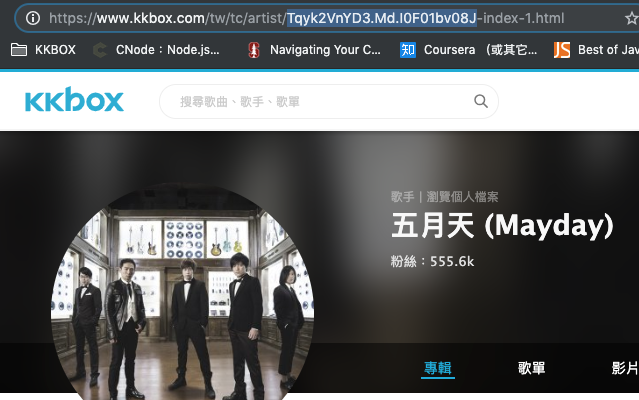 https://www.kkbox.com/tw/tc/artist/Tqyk2VnYD3.Md.I0F01bv08J-index-1.html
KKBOX CNode：Node.js... Navigating Your C... 知 Coursera （或其它... JS Best of Jav
KKBOX 搜尋歌曲、歌手、歌單
歌手 | 瀏覽個人檔案
五月天 (Mayday)
粉絲：555.6k
專輯 歌單 影片